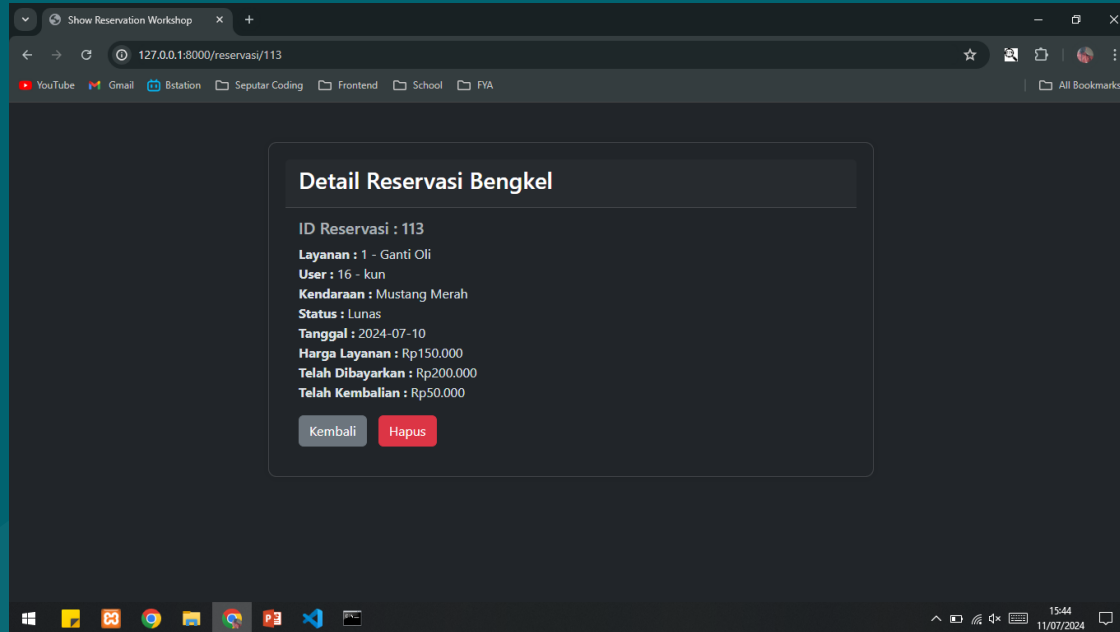 Show Reservation Workshop
127.0.0.1:8000/reservasi/113
YouTube Gmail Bstation Seputar Coding Frontend School FYA All Bookmarks
Detail Reservasi Bengkel
ID Reservasi : 113
Layanan : 1 - Ganti Oli
User : 16 - kun
Kendaraan : Mustang Merah
Status : Lunas
Tanggal : 2024-07-10
Harga Layanan : Rp150.000
Telah Dibayarkan : Rp200.000
Telah Kembalian : Rp50.000
Kembali Hapus
15:44
11/07/2024